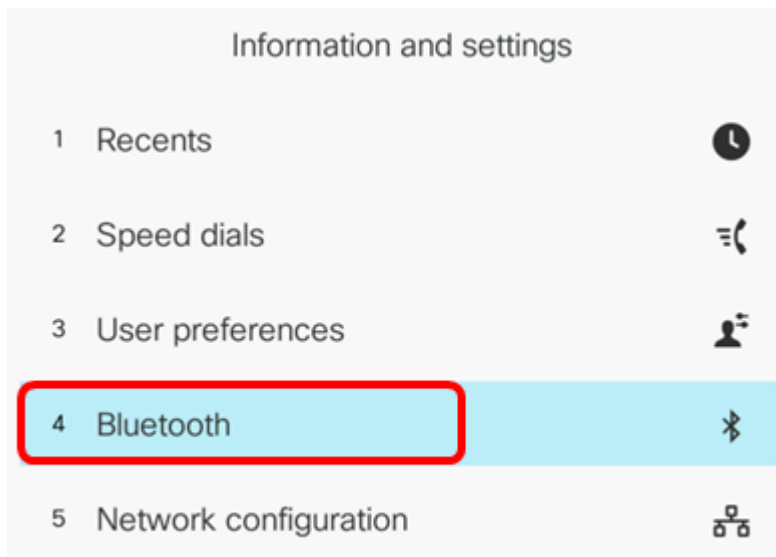 Information and settings
1 Recents
2 Speed dials
3 User preferences
4 Bluetooth
5 Network configuration